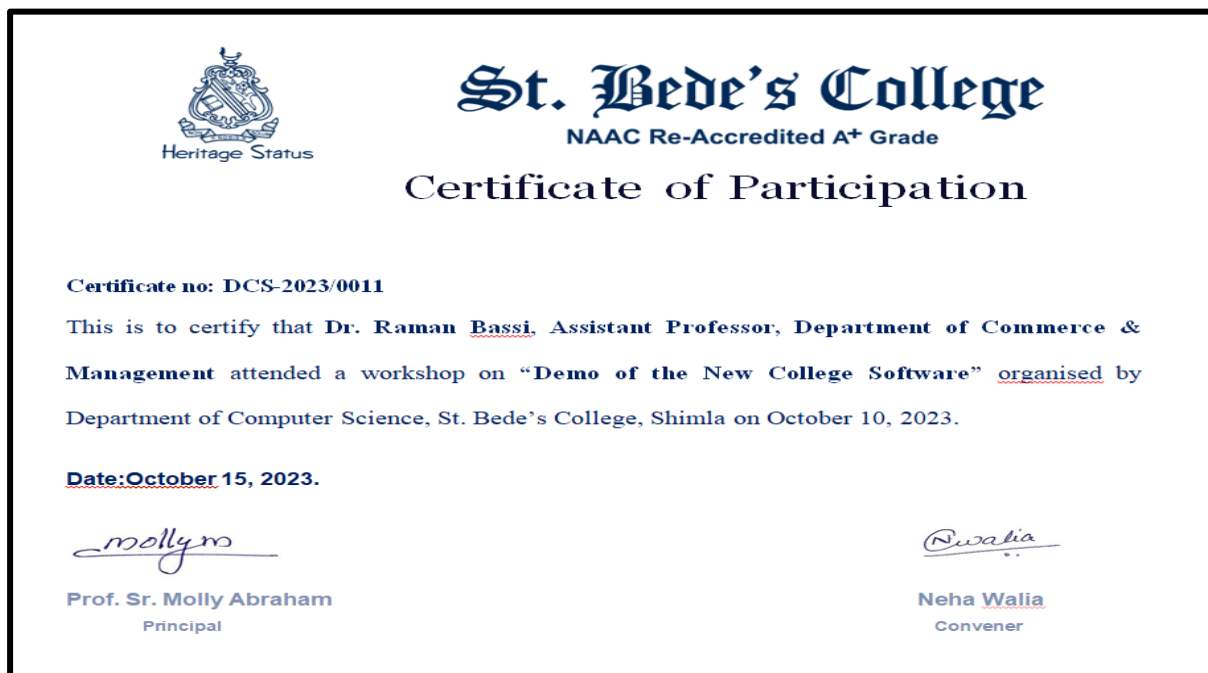 St. Bede's College
NAAC Re-Accredited A+ Grade
Heritage Status
Certificate of Participation
Certificate no: DCS-2023/0011
This is to certify that Dr. Raman Bassi, Assistant Professor, Department of Commerce &
Management attended a workshop on “Demo of the New College Software” organised by
Department of Computer Science, St. Bede’s College, Shimla on October 10, 2023.
Date:October 15, 2023.
mollym
Nwalia
Prof. Sr. Molly Abraham
Neha Walia
Principal
Convener